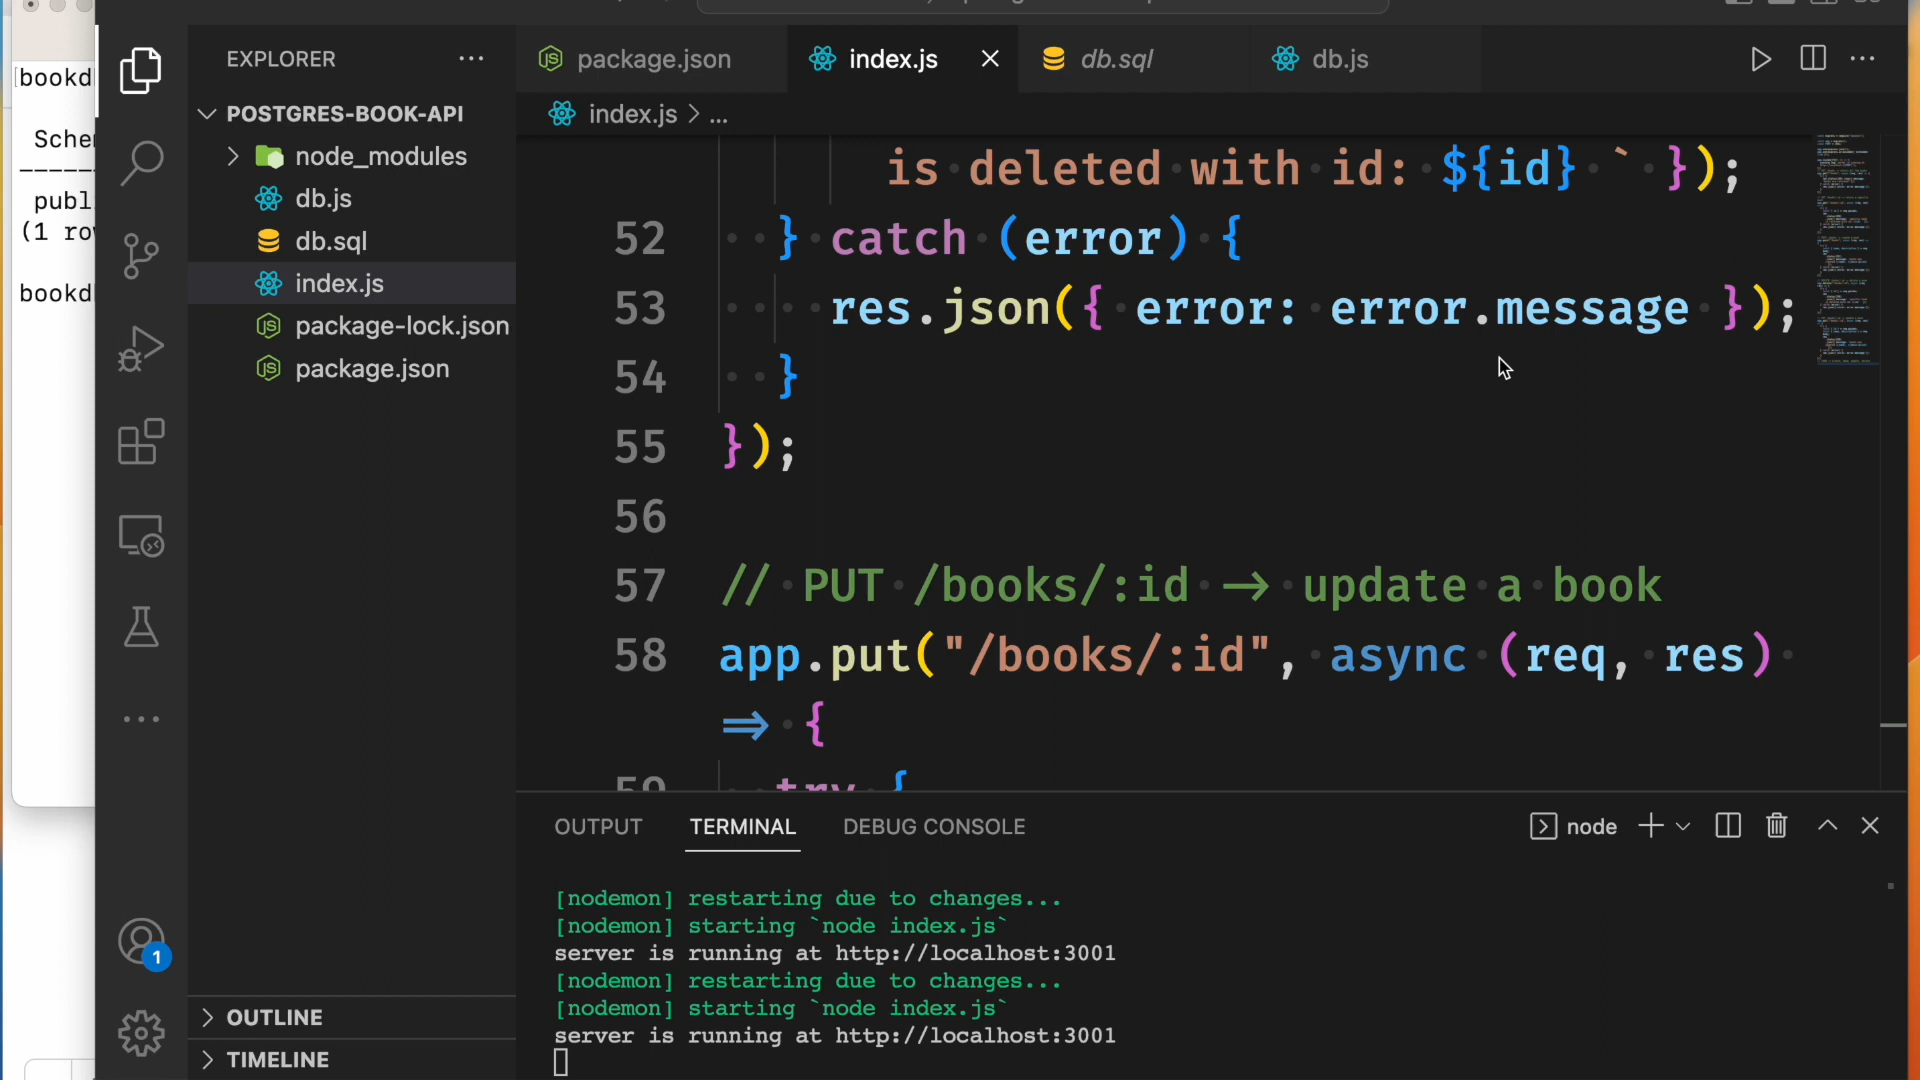 bookd
Schem
publ
(1 row
bookd
EXPLORER
POSTGRES-BOOK-API
node_modules
db.js
db.sql
index.js
package-lock.json
package.json
OUTLINE
TIMELINE
1
package.json
index.js
db.sql
db.js
index.js > ...
is deleted with id: ${id} ` });
52 } catch (error) {
53 res.json({ error: error.message });
54 }
55 });
56
57 // PUT /books/:id → update a book
58 app.put("/books/:id", async (req, res)
⇒ {
59 try {
OUTPUT
TERMINAL
DEBUG CONSOLE
node
[nodemon] restarting due to changes...
[nodemon] starting `node index.js`
server is running at http://localhost:3001
[nodemon] restarting due to changes...
[nodemon] starting `node index.js`
server is running at http://localhost:3001